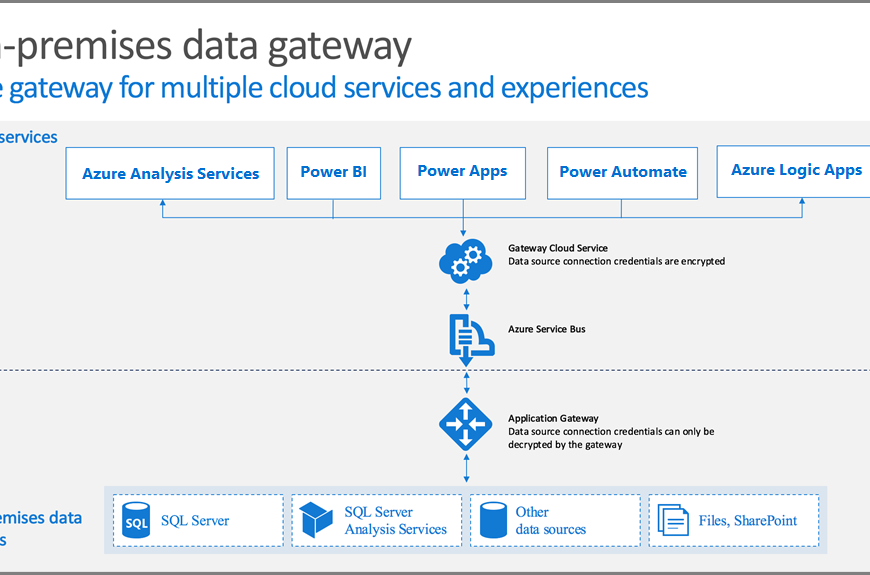 -premises data gateway
e gateway for multiple cloud services and experiences
services
Azure Analysis Services
Power BI
Power Apps
Power Automate
Azure Logic Apps
Gateway Cloud Service
Data source connection credentials are encrypted
Azure Service Bus
Application Gateway
Data source connection credentials can only be
decrypted by the gateway
emises data
s
SQL
SQL Server
SQL Server
Analysis Services
Other
data sources
Files, SharePoint